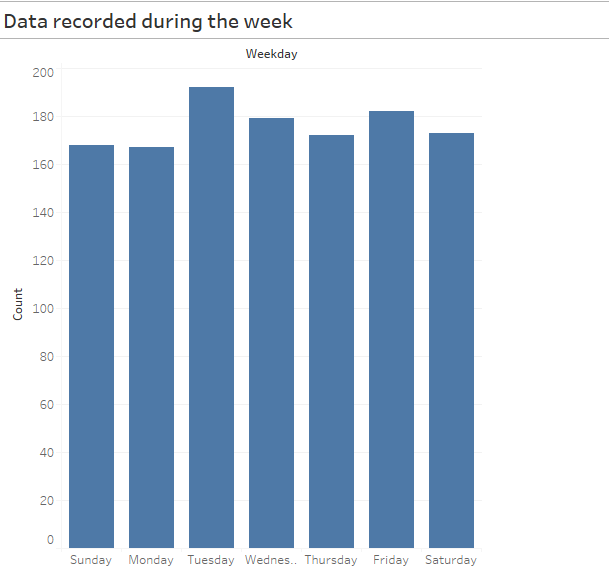 Data recorded during the week
Weekday
200
180
160
140
120
100
80
60
40
20
0
Count
Sunday Monday Tuesday Wednes.. Thursday Friday Saturday